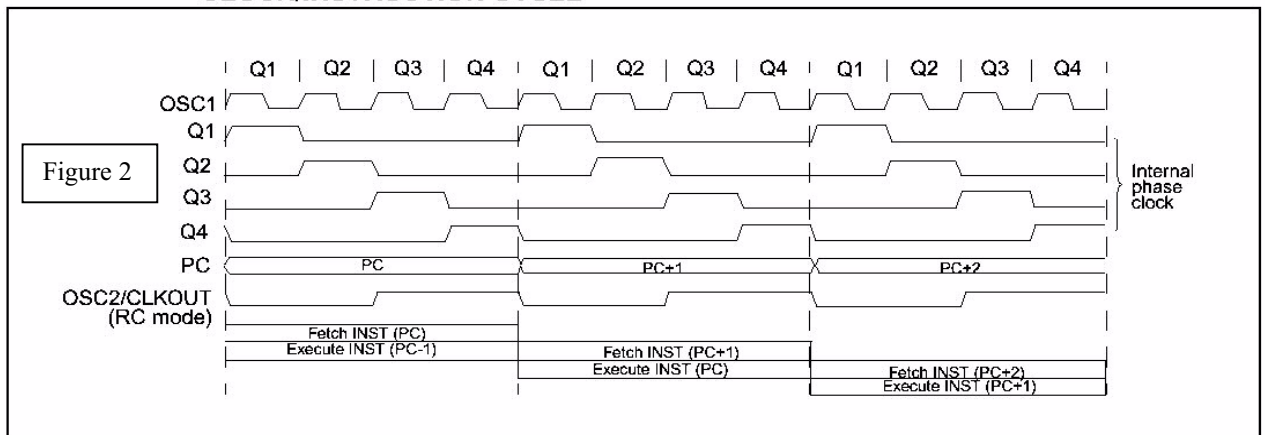 Q1 | Q2 | Q3 | Q4 | Q1 | Q2 | Q3 | Q4 | Q1 | Q2 | Q3 | Q4
OSC1
Q1
Q2
Q3
Q4
Figure 2
Internal
phase
clock
PC PC PC+1 PC+2
OSC2/CLKOUT
(RC mode)
Fetch INST (PC)
Execute INST (PC-1) Fetch INST (PC+1)
Execute INST (PC) Fetch INST (PC+2)
Execute INST (PC+1)